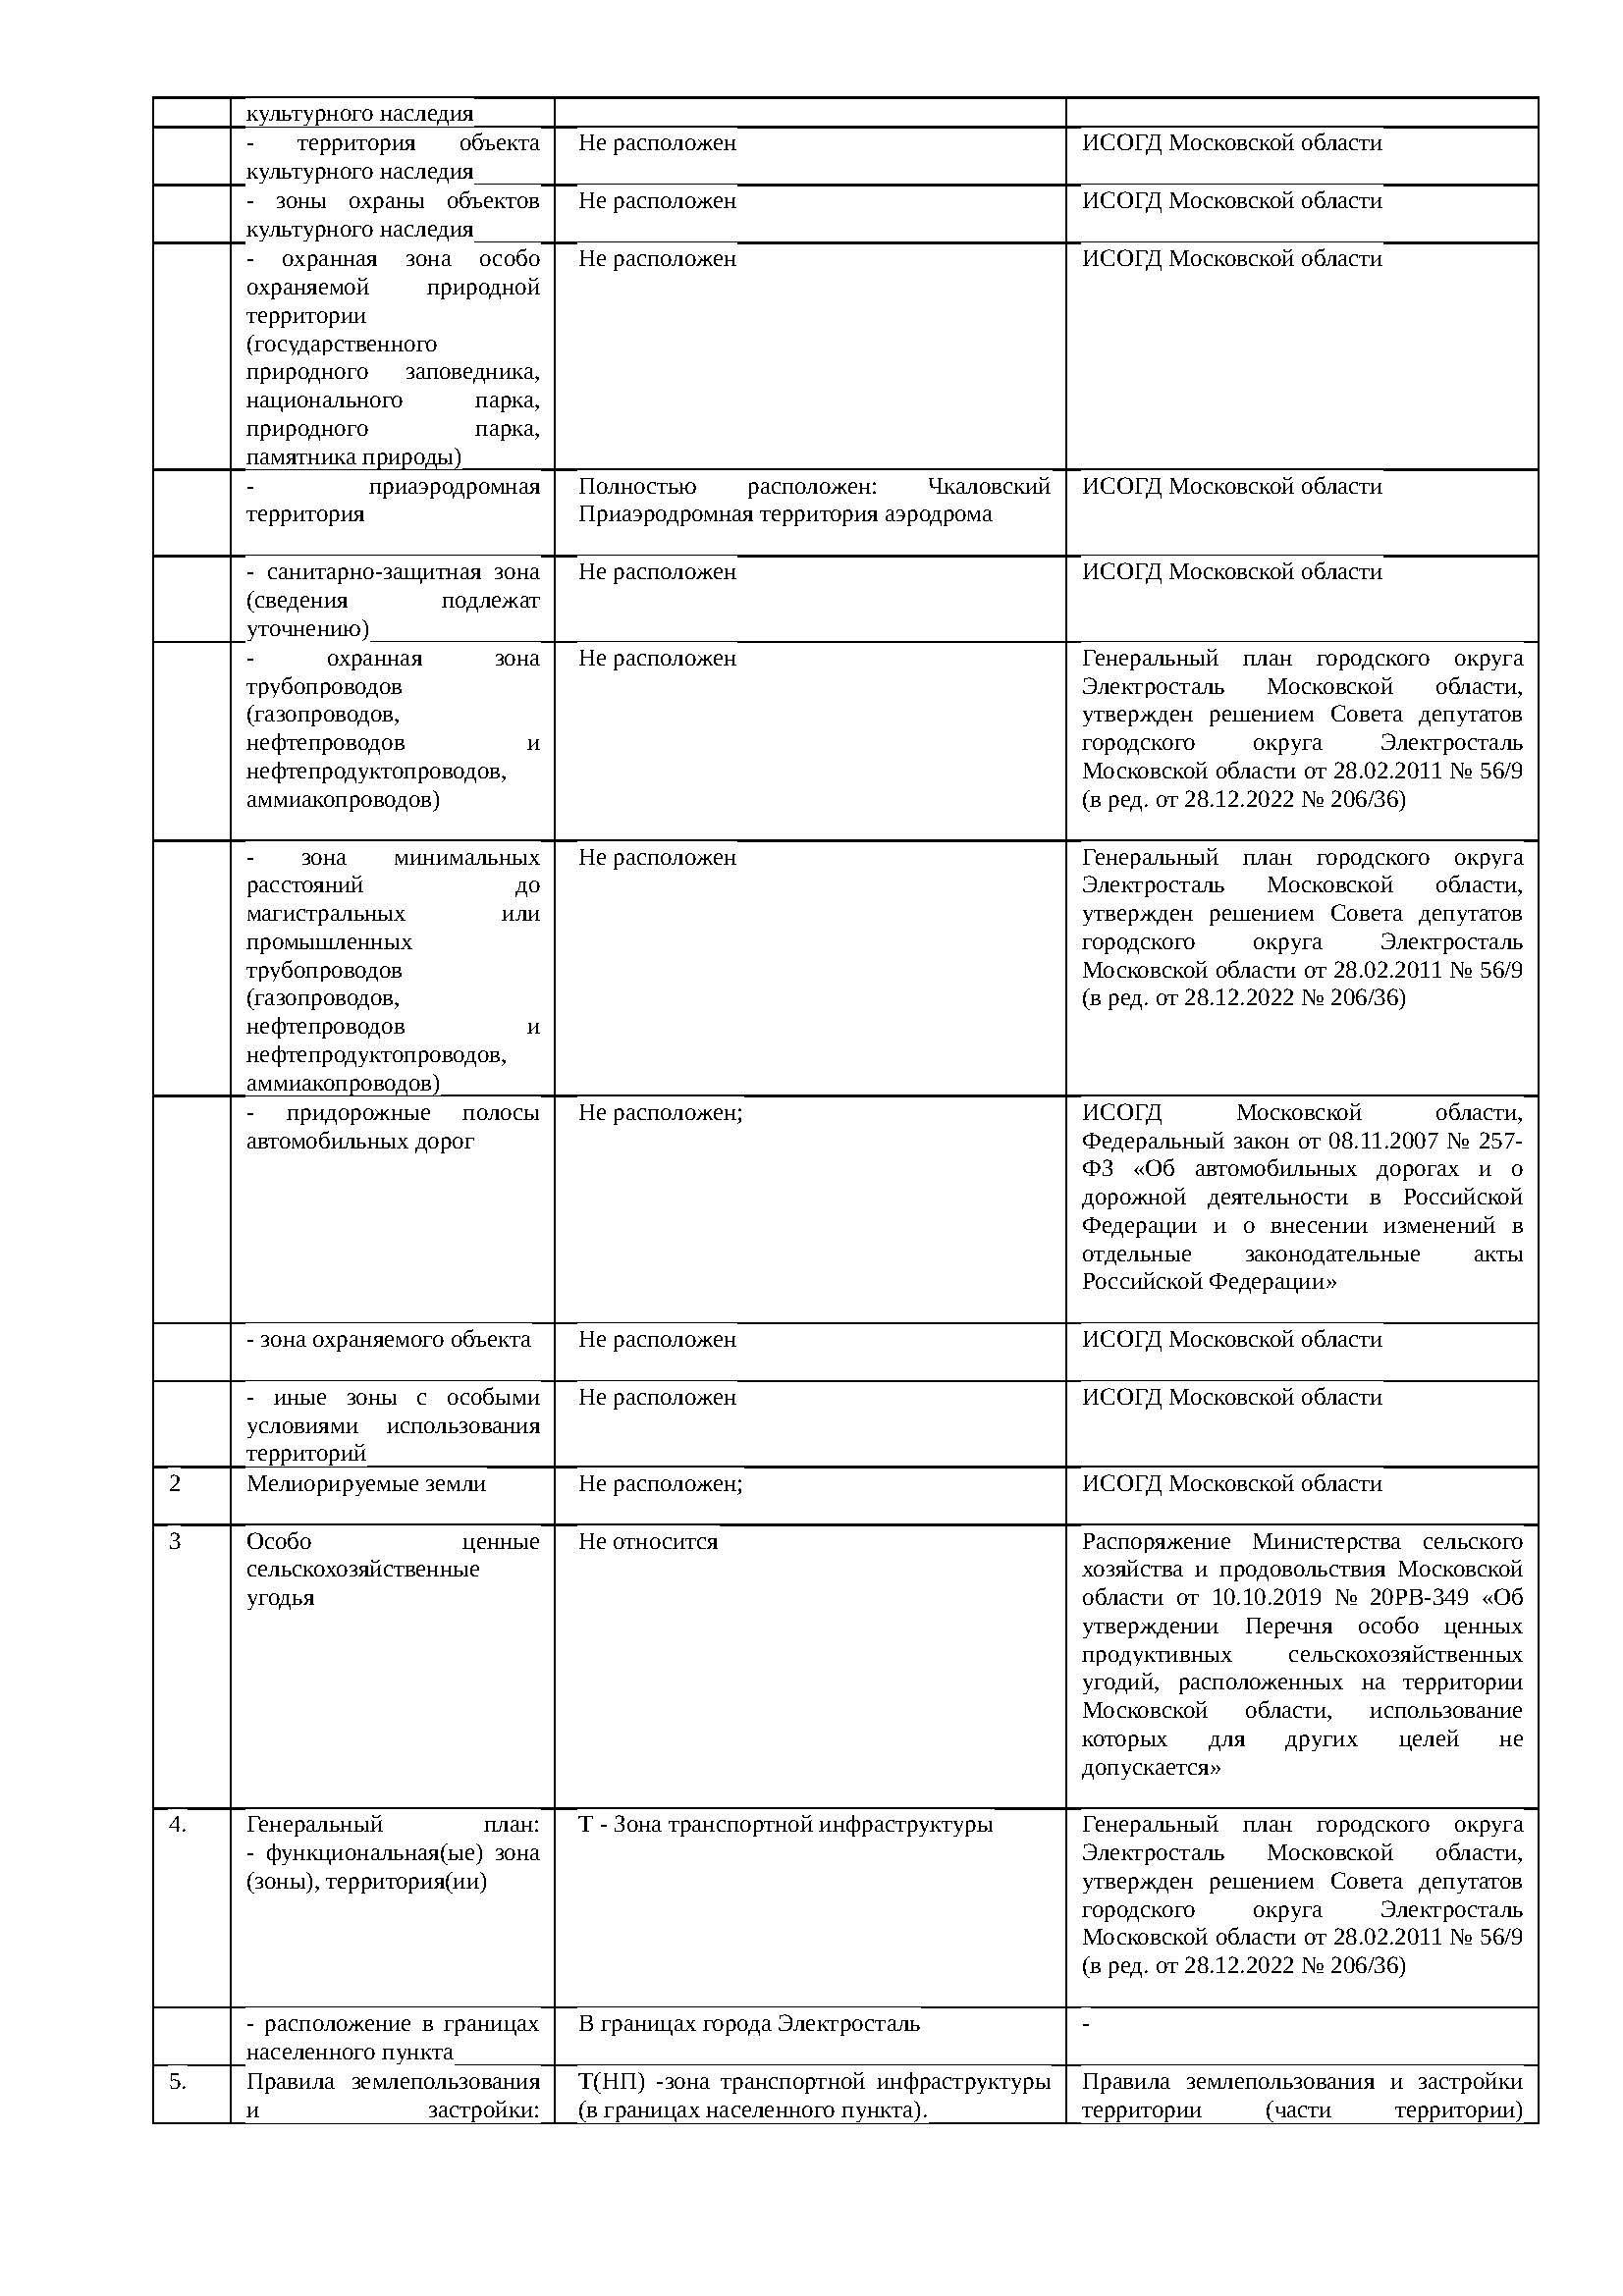 культурного наследия
- территория объекта Не расположен ИСОГД Московской области
культурного наследия
- зоны охраны объектов Не расположен ИСОГД Московской области
культурного наследия
- охранная зона особо Не расположен ИСОГД Московской области
охраняемой природной
территории
(государственного
природного заповедника,
национального парка,
природного парка,
памятника природы)
- приаэродромная Полностью расположен: Чкаловский ИСОГД Московской области
территория Приаэродромная территория аэродрома
- санитарно-защитная зона Не расположен ИСОГД Московской области
(сведения подлежат
уточнению)
- охранная зона Не расположен Генеральный план городского округа
трубопроводов Электросталь Московской области,
(газопроводов, утвержден решением Совета депутатов
нефтепроводов и городского округа Электросталь
нефтепродуктопроводов, Московской области от 28.02.2011 № 56/9
аммиакопроводов) (в ред. от 28.12.2022 № 206/36)
- зона минимальных Не расположен Генеральный план городского округа
расстояний до Электросталь Московской области,
магистральных или утвержден решением Совета депутатов
промышленных городского округа Электросталь
трубопроводов Московской области от 28.02.2011 № 56/9
(газопроводов, (в ред. от 28.12.2022 № 206/36)
нефтепроводов и
нефтепродуктопроводов,
аммиакопроводов)
- придорожные полосы Не расположен; ИСОГД Московской области,
автомобильных дорог Федеральный закон от 08.11.2007 № 257-
ФЗ «Об автомобильных дорогах и о
дорожной деятельности в Российской
Федерации и о внесении изменений в
отдельные законодательные акты
Российской Федерации»
- зона охраняемого объекта Не расположен ИСОГД Московской области
- иные зоны с особыми Не расположен ИСОГД Московской области
условиями использования
территорий
2 Мелиорируемые земли Не расположен; ИСОГД Московской области
3 Особо ценные Не относится Распоряжение Министерства сельского
сельскохозяйственные хозяйства и продовольствия Московской
угодья области от 10.10.2019 № 20РВ-349 «Об
утверждении Перечня особо ценных
продуктивных сельскохозяйственных
угодий, расположенных на территории
Московской области, использование
которых для других целей не
допускается»
4. Генеральный план: Т - Зона транспортной инфраструктуры Генеральный план городского округа
- функциональная(ые) зона Электросталь Московской области,
(зоны), территория(ии) утвержден решением Совета депутатов
городского округа Электросталь
Московской области от 28.02.2011 № 56/9
(в ред. от 28.12.2022 № 206/36)
- расположение в границах В границах города Электросталь -
населенного пункта
5. Правила землепользования Т(НП) -зона транспортной инфраструктуры Правила землепользования и застройки
и застройки: (в границах населенного пункта). территории (части территории)